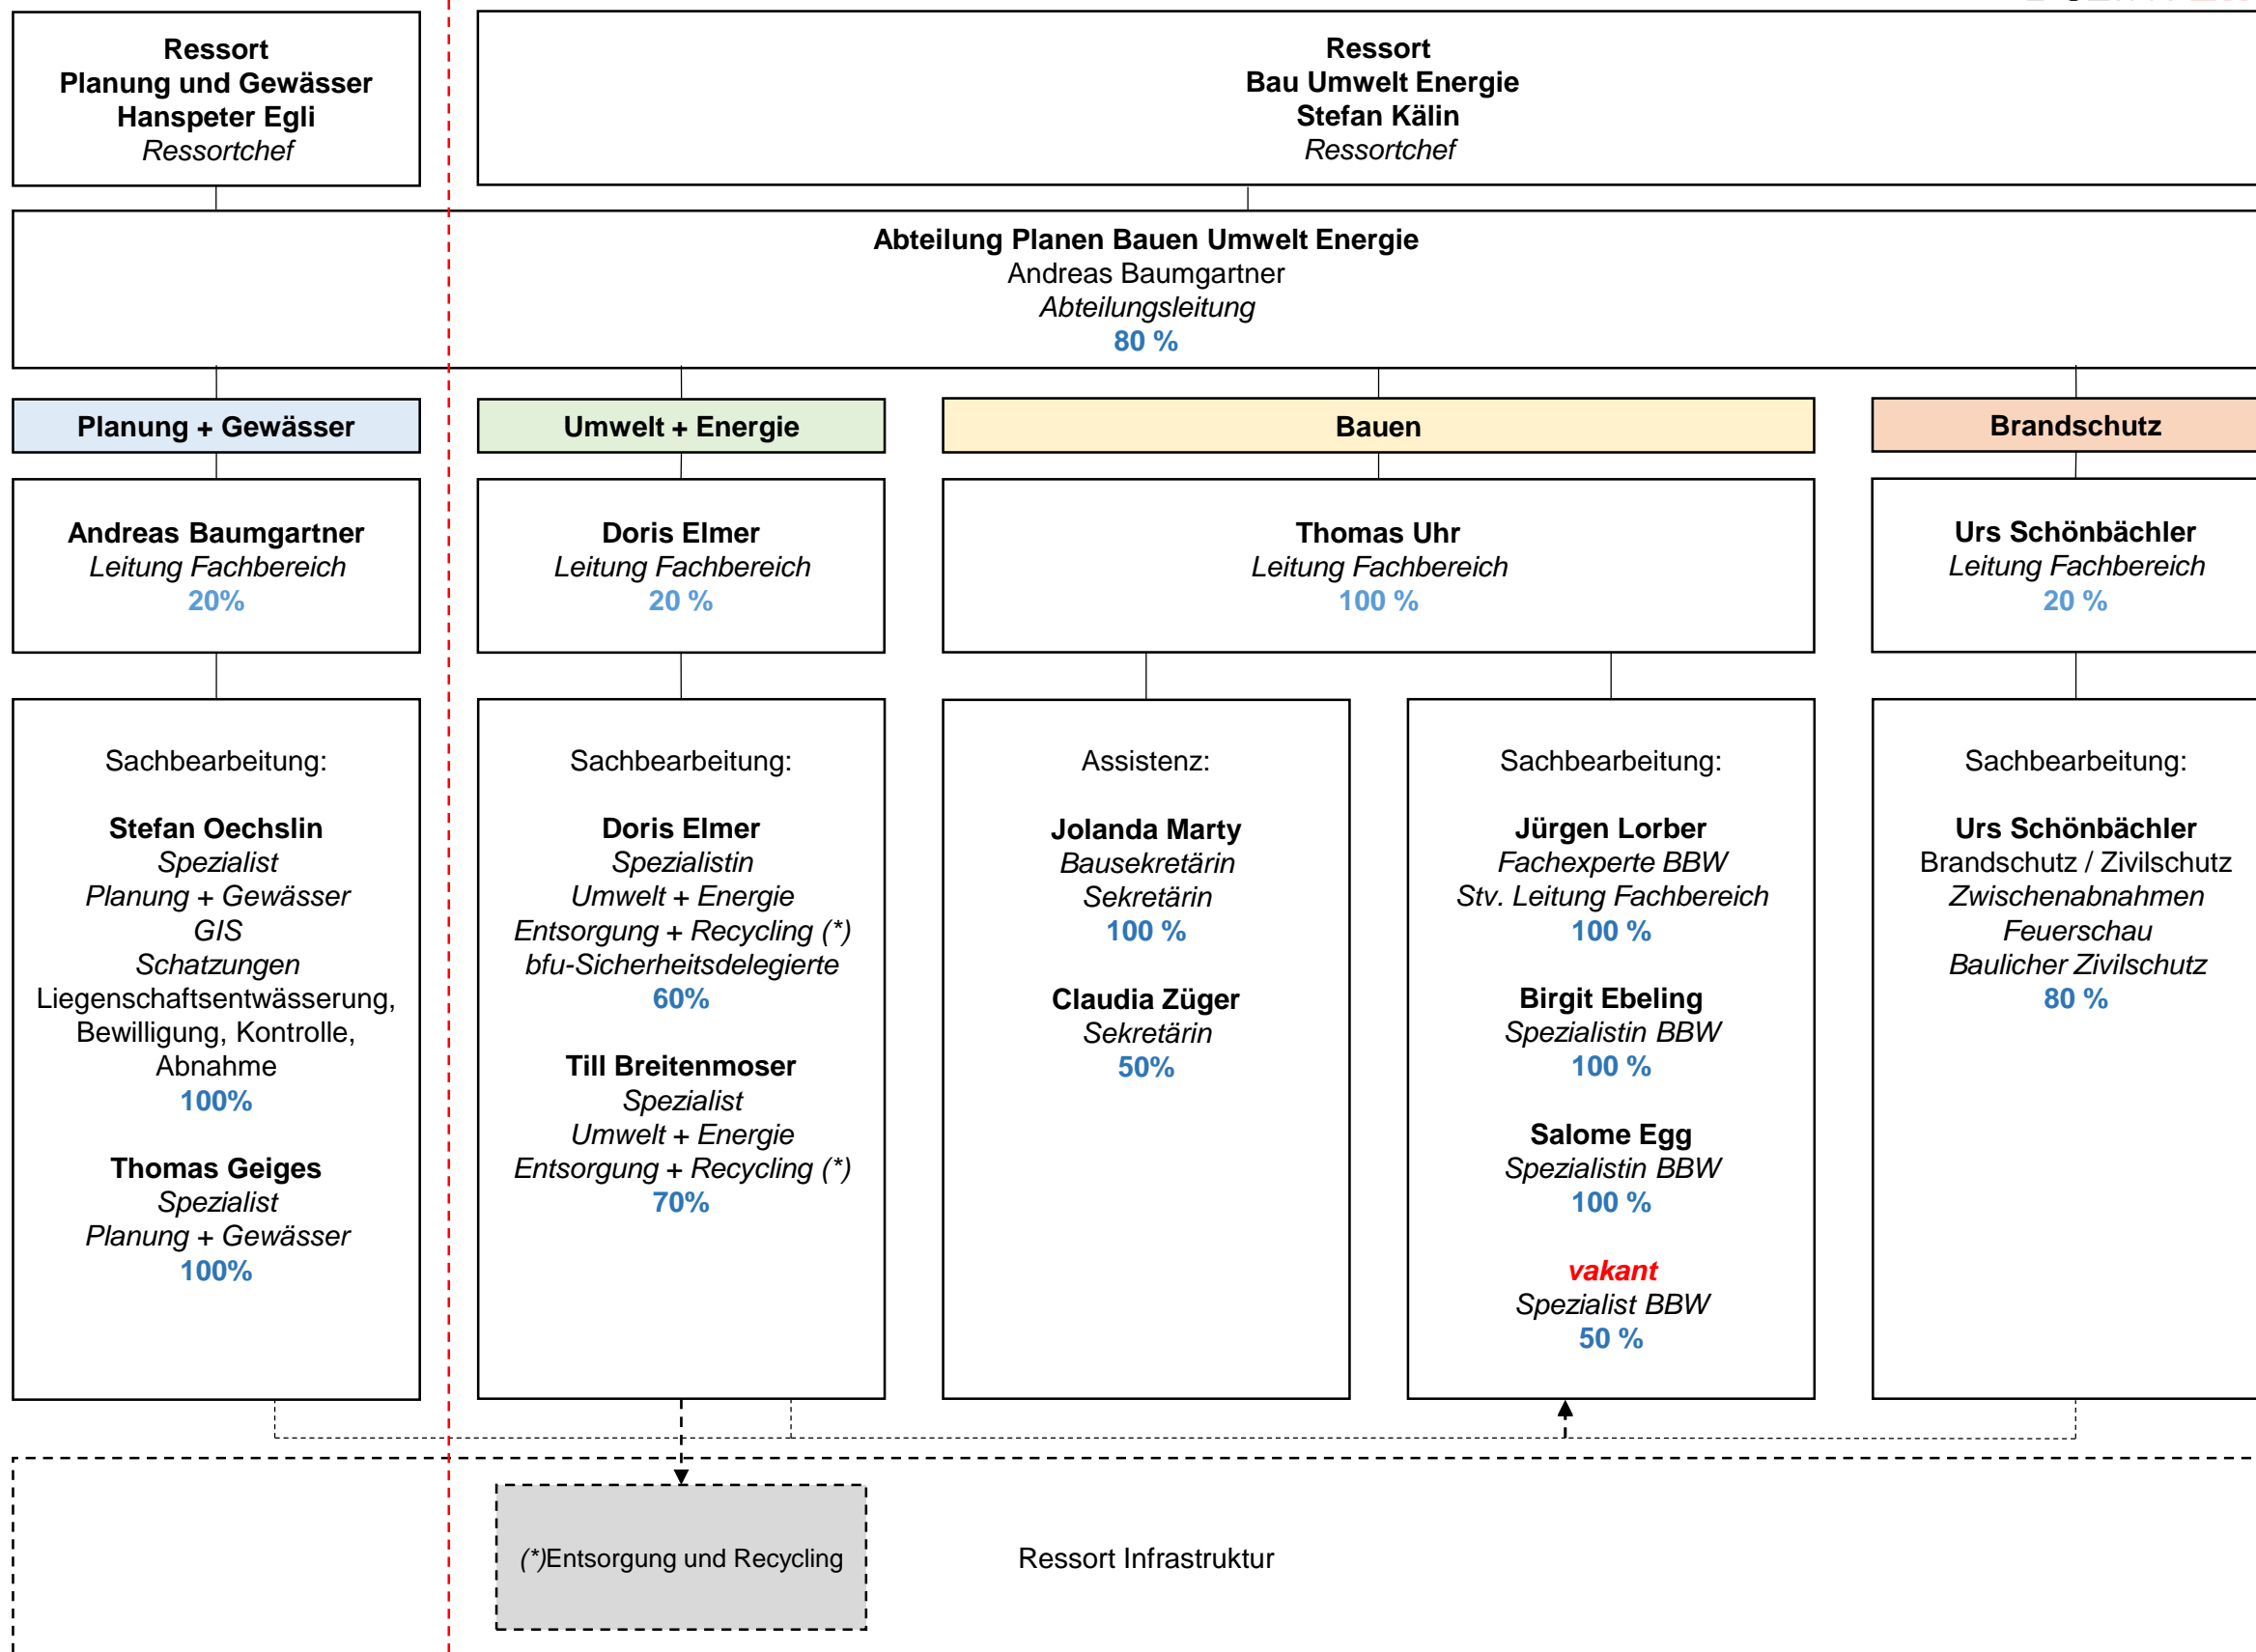 Ressort
Planung und Gewässer
Hanspeter Egli
Ressortchef
Ressort
Bau Umwelt Energie
Stefan Kälin
Ressortchef
Abteilung Planen Bauen Umwelt Energie
Andreas Baumgartner
Abteilungsleitung
80 %
Planung + Gewässer
Umwelt + Energie
Bauen
Brandschutz
Andreas Baumgartner
Leitung Fachbereich
20%
Doris Elmer
Leitung Fachbereich
20 %
Thomas Uhr
Leitung Fachbereich
100 %
Urs Schönbächler
Leitung Fachbereich
20 %
Sachbearbeitung:
Stefan Oechslin
Spezialist
Planung + Gewässer
GIS
Schatzungen
Liegenschaftsentwässerung,
Bewilligung, Kontrolle,
Abnahme
100%
Thomas Geiges
Spezialist
Planung + Gewässer
100%
Sachbearbeitung:
Doris Elmer
Spezialistin
Umwelt + Energie
Entsorgung + Recycling (*)
bfu-Sicherheitsdelegierte
60%
Till Breitenmoser
Spezialist
Umwelt + Energie
Entsorgung + Recycling (*)
70%
Assistenz:
Jolanda Marty
Bausekretärin
Sekretärin
100 %
Claudia Züger
Sekretärin
50%
Sachbearbeitung:
Jürgen Lorber
Fachexperte BBW
Stv. Leitung Fachbereich
100 %
Birgit Ebeling
Spezialistin BBW
100 %
Salome Egg
Spezialistin BBW
100 %
vakant
Spezialist BBW
50 %
Sachbearbeitung:
Urs Schönbächler
Brandschutz / Zivilschutz
Zwischenabnahmen
Feuerschau
Baulicher Zivilschutz
80 %
(*)Entsorgung und Recycling
Ressort Infrastruktur